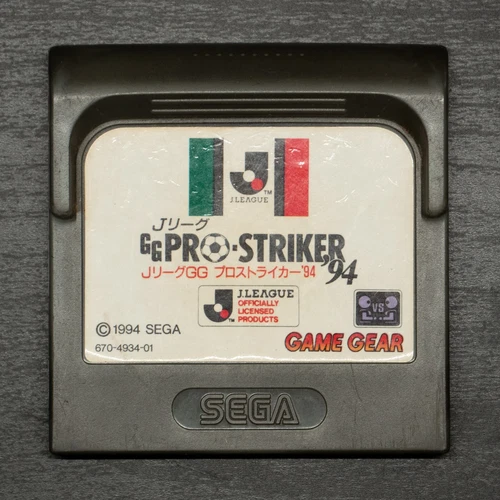 J.LEAGUE
TM
Jリーグ
GG PRO-STRIKER '94
JリーグGG プロストライカー'94
J.LEAGUE
OFFICIALLY
LICENSED
PRODUCTS
VS
© 1994 SEGA
GAME GEAR
670-4934-01
SEGA